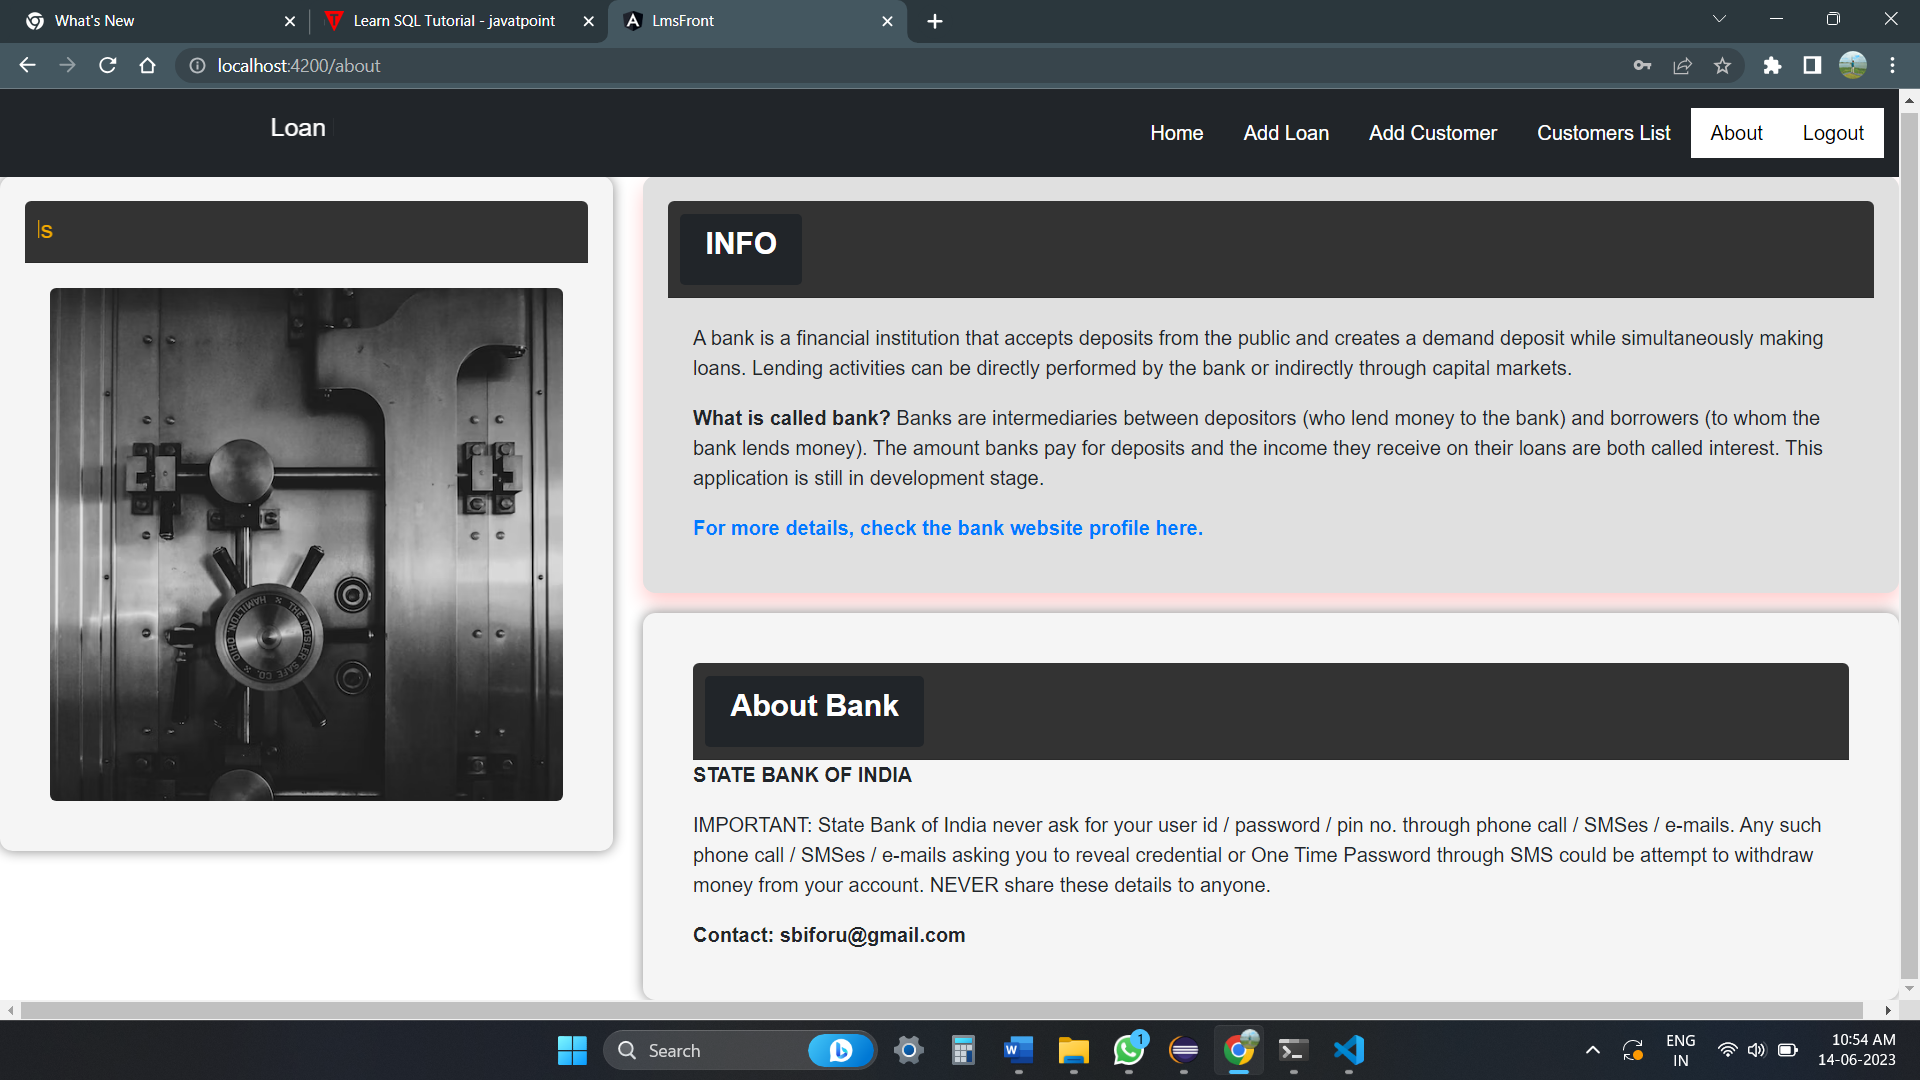 What's New
Learn SQL Tutorial - javatpoint
LmsFront
localhost:4200/about
Loan
Home
Add Loan
Add Customer
Customers List
About
Logout
ls
HAMILTON, OHIO
THE MOSLER SAFE CO.
INFO
A bank is a financial institution that accepts deposits from the public and creates a demand deposit while simultaneously making
loans. Lending activities can be directly performed by the bank or indirectly through capital markets.
What is called bank? Banks are intermediaries between depositors (who lend money to the bank) and borrowers (to whom the
bank lends money). The amount banks pay for deposits and the income they receive on their loans are both called interest. This
application is still in development stage.
For more details, check the bank website profile here.
About Bank
STATE BANK OF INDIA
IMPORTANT: State Bank of India never ask for your user id / password / pin no. through phone call / SMSes / e-mails. Any such
phone call / SMSes / e-mails asking you to reveal credential or One Time Password through SMS could be attempt to withdraw
money from your account. NEVER share these details to anyone.
Contact: sbiforu@gmail.com
Search
1
ENG
IN
10:54 AM
14-06-2023